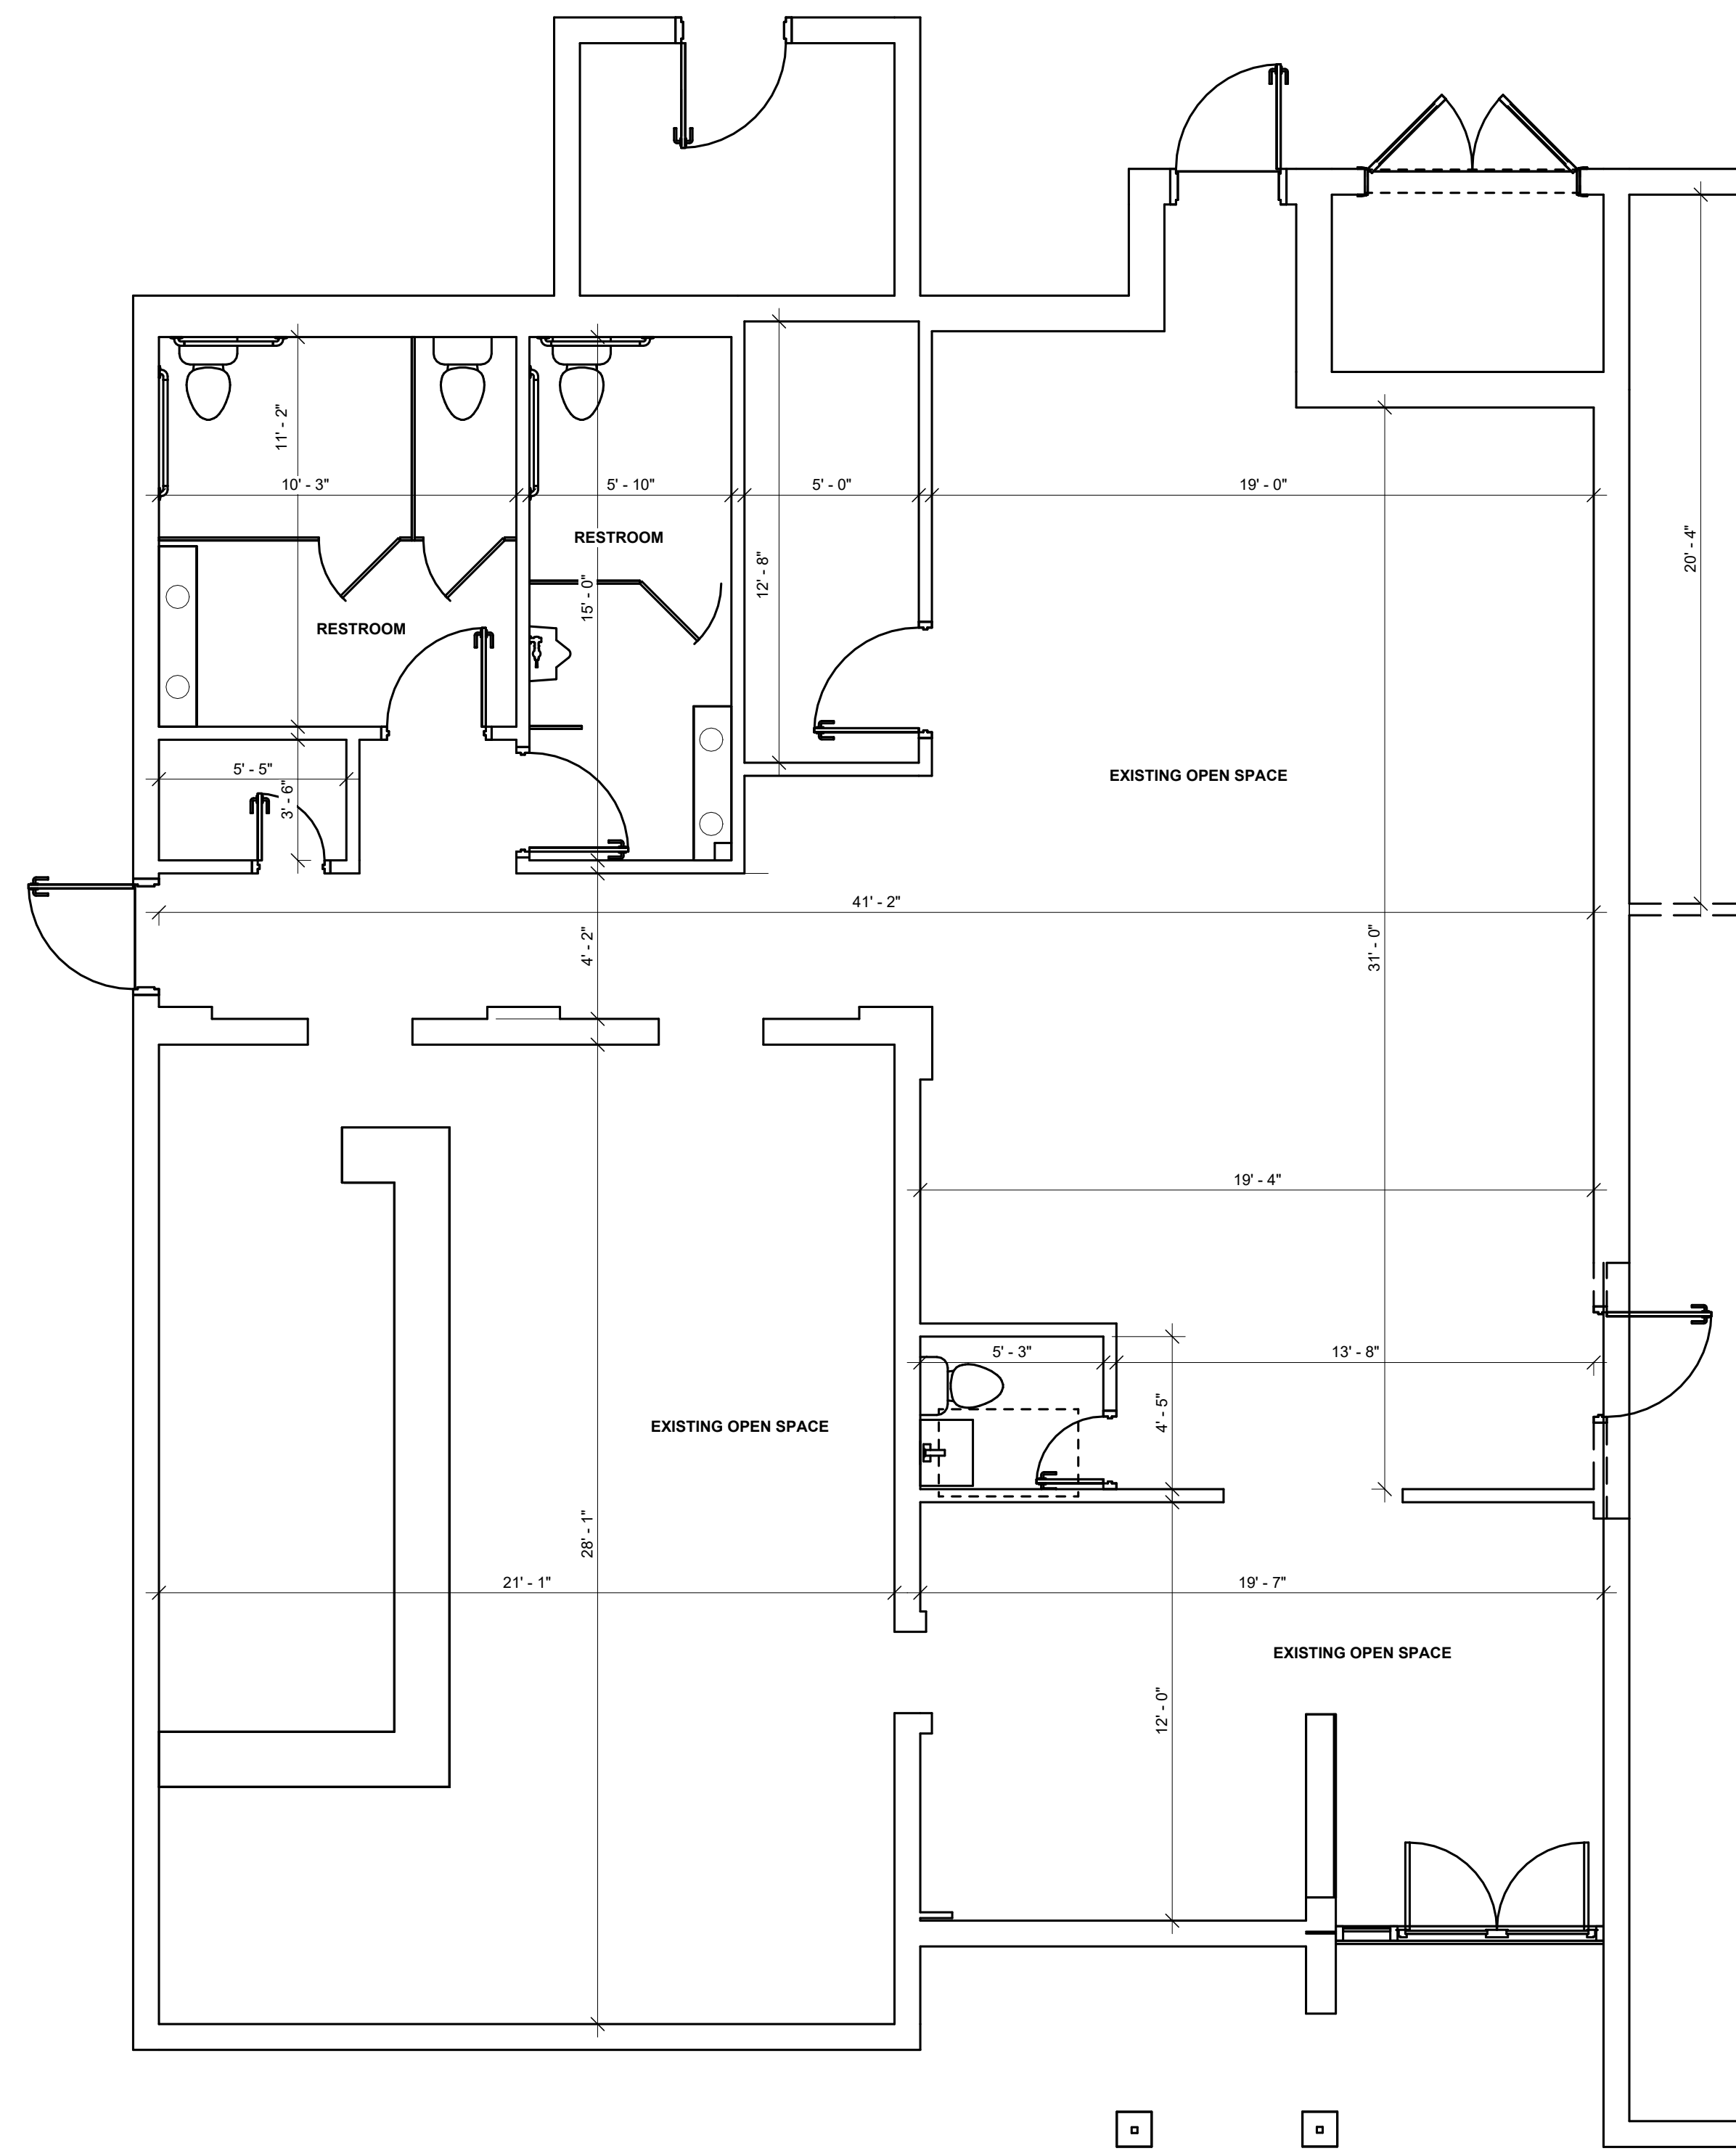 11' - 2"
10' - 3"
5' - 10"
5' - 0"
19' - 0"
RESTROOM
20' - 4"
12' - 8"
15' - 0"
RESTROOM
5' - 5"
3' - 6"
EXISTING OPEN SPACE
41' - 2"
4' - 2"
31' - 0"
19' - 4"
5' - 3"
13' - 8"
4' - 5"
EXISTING OPEN SPACE
28' - 1"
21' - 1"
19' - 7"
EXISTING OPEN SPACE
12' - 0"